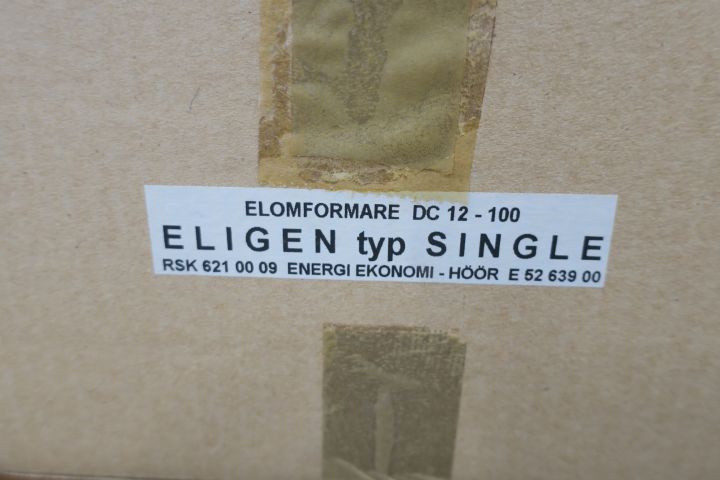 ELOMFORMARE DC 12 - 100
ELIGEN typ SINGLE
RSK 621 00 09 ENERGI EKONOMI - HÖÖR E 52 639 00